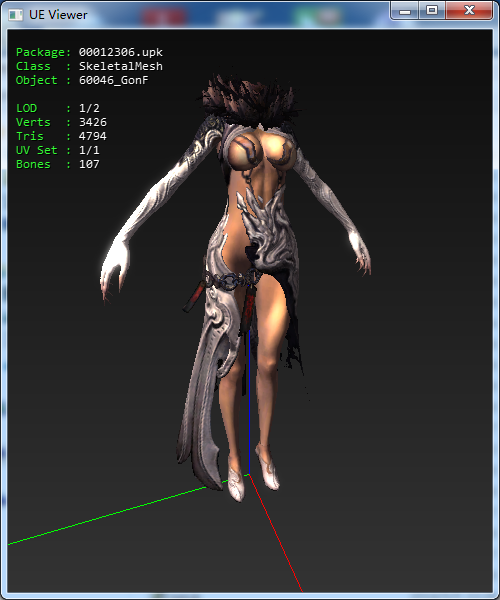 UE Viewer
Package: 00012306.upk
Class : SkeletalMesh
Object : 60046_GonF
LOD : 1/2
Verts : 3426
Tris : 4794
UV Set : 1/1
Bones : 107